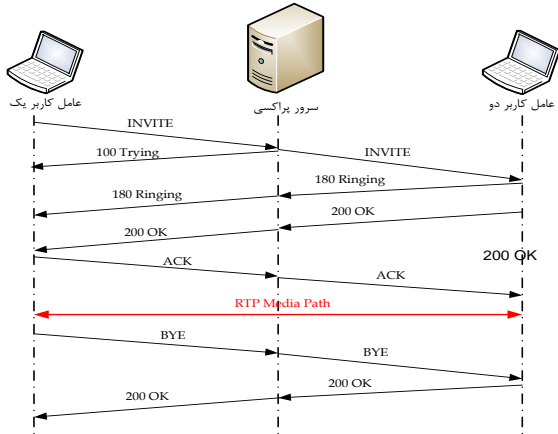 عامل کاربر یک
سرور پراکسی
عامل کاربر دو
INVITE
INVITE
100 Trying
180 Ringing
180 Ringing
200 OK
200 OK
200 OK
ACK
ACK
RTP Media Path
BYE
BYE
200 OK
200 OK